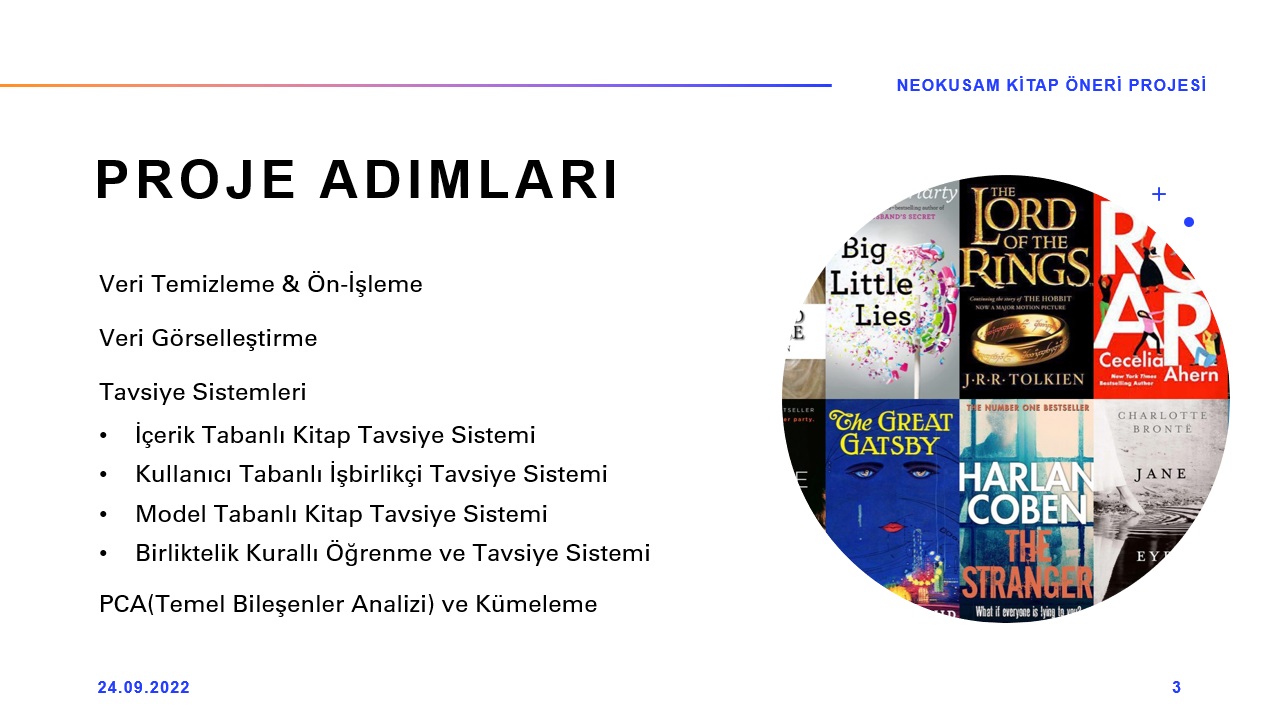 NEOKUSAM KİTAP ÖNERİ PROJESİ
PROJE ADIMLARI
Veri Temizleme & Ön-İşleme
Veri Görselleştirme
Tavsiye Sistemleri
• İçerik Tabanlı Kitap Tavsiye Sistemi
• Kullanıcı Tabanlı İşbirlikçi Tavsiye Sistemi
• Model Tabanlı Kitap Tavsiye Sistemi
• Birliktelik Kurallı Öğrenme ve Tavsiye Sistemi
PCA(Temel Bileşenler Analizi) ve Kümeleme
Big
Little
Lies
THE
LORD
OF THE
RINGS
Continuing the story of THE HOBBIT
NOW A MAJOR MOTION PICTURE
J·R·R·TOLKIEN
ROAR
Cecelia
Ahern
New York Times
Bestselling Author
The GREAT
GATSBY
THE NUMBER ONE BESTSELLER
HARLAN
COBEN
THE
STRANGER
What if everyone is lying to you?
CHARLOTTE
BRONTË
JANE
24.09.2022
3